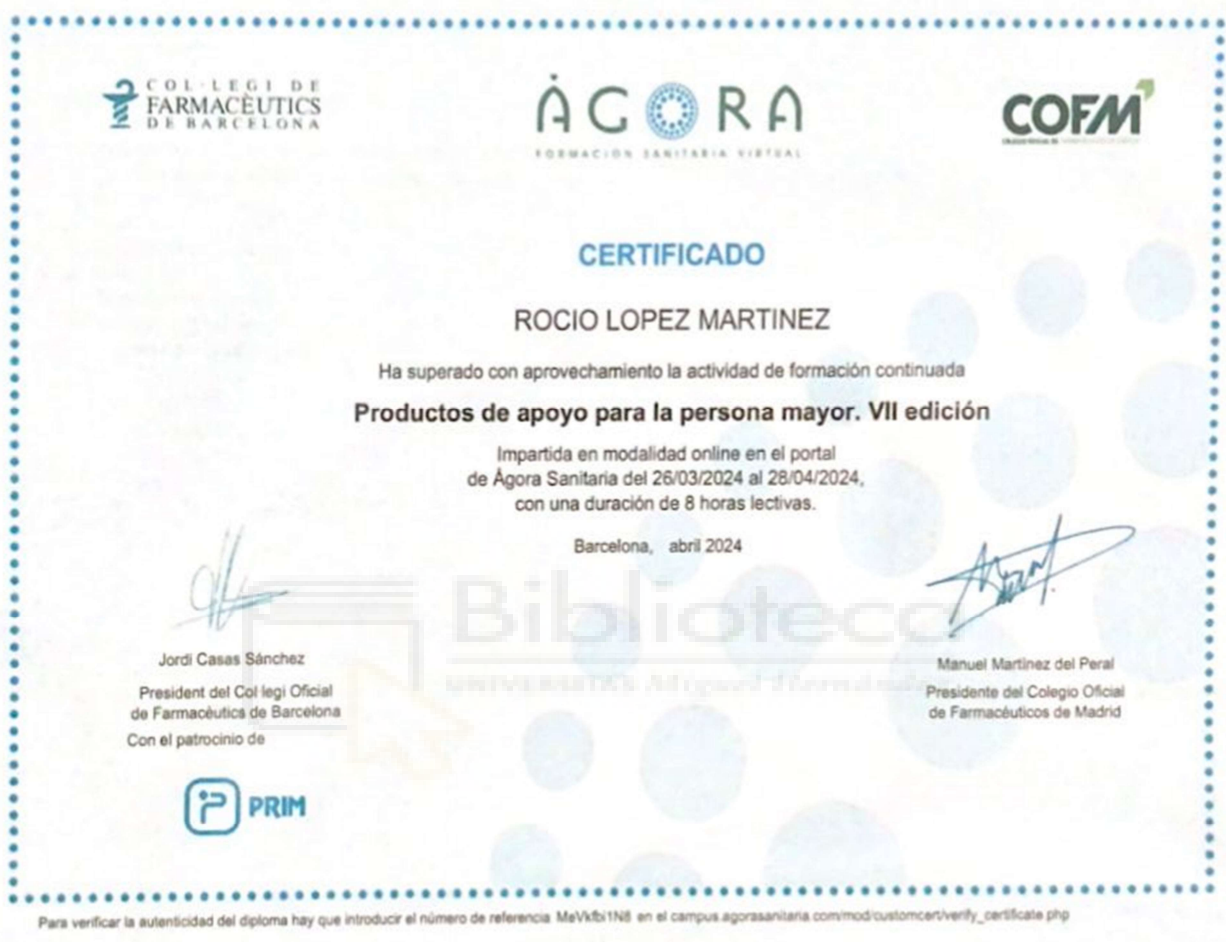 COL·LEGI DE
FARMACÈUTICS
DE BARCELONA
ÀGORA
FORMACIÓN SANITARIA VIRTUAL
COFM
CERTIFICADO
ROCIO LOPEZ MARTINEZ
Ha superado con aprovechamiento la actividad de formación continuada
Productos de apoyo para la persona mayor. VII edición
Impartida en modalidad online en el portal
de Àgora Sanitaria del 26/03/2024 al 28/04/2024,
con una duración de 8 horas lectivas.
Barcelona, abril 2024
Biblioteca
UNIVERSITAS Miguel Hernández
Jordi Casas Sánchez
President del Col·legi Oficial
de Farmacèutics de Barcelona
Con el patrocinio de
PRIM
Manuel Martínez del Peral
Presidente del Colegio Oficial
de Farmacéuticos de Madrid
Para verificar la autenticidad del diploma hay que introducir el número de referencia en el campus.agorasanitaria.com/mod/customcert/verify_certificate.php